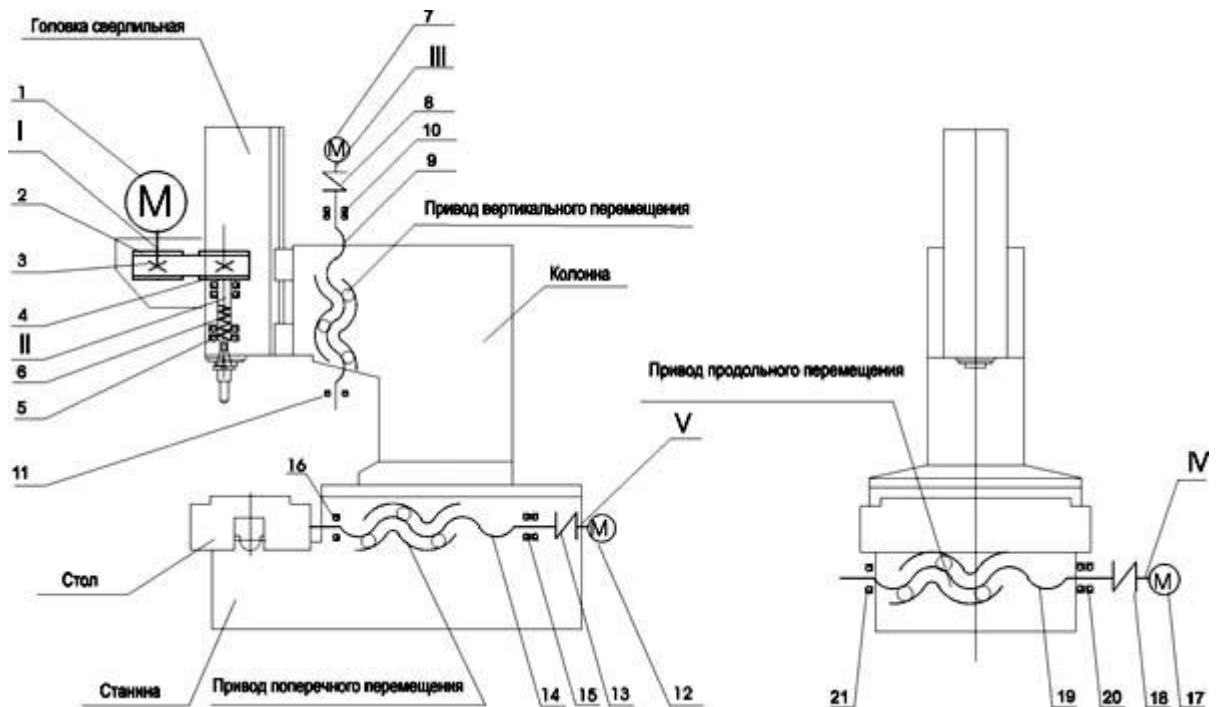 Головка сверлильная
7
III
8
10
9
1
I
2
3
4
II
6
5
11
M
M
Привод вертикального перемещения
Колонна
Привод продольного перемещения
16
V
M
IV
M
Стол
Станина
Привод поперечного перемещения
14
15
13
12
21
19
20
18
17